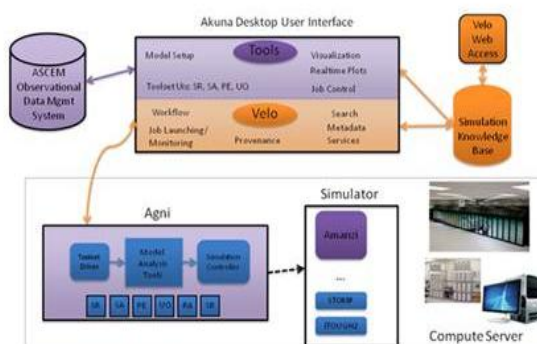 Akuna Desktop User Interface
ASCEM
Observational
Data Mgmt
System
Model Setup
Tools
Visualization
Realtime Plots
Toolset UIs: SR, SA, PE, UQ
Job Control
Workflow
Velo
Search
Job Launching/
Monitoring
Provenance
Metadata
Services
Velo
Web
Access
Simulation
Knowledge
Base
Agni
Toolset
Driver
Model
Analysis
Tools
Simulation
Controller
SR
SA
PE
UQ
RA
SR
Simulator
Amanzi
...
STOMP
iTOUGH2
Compute Server